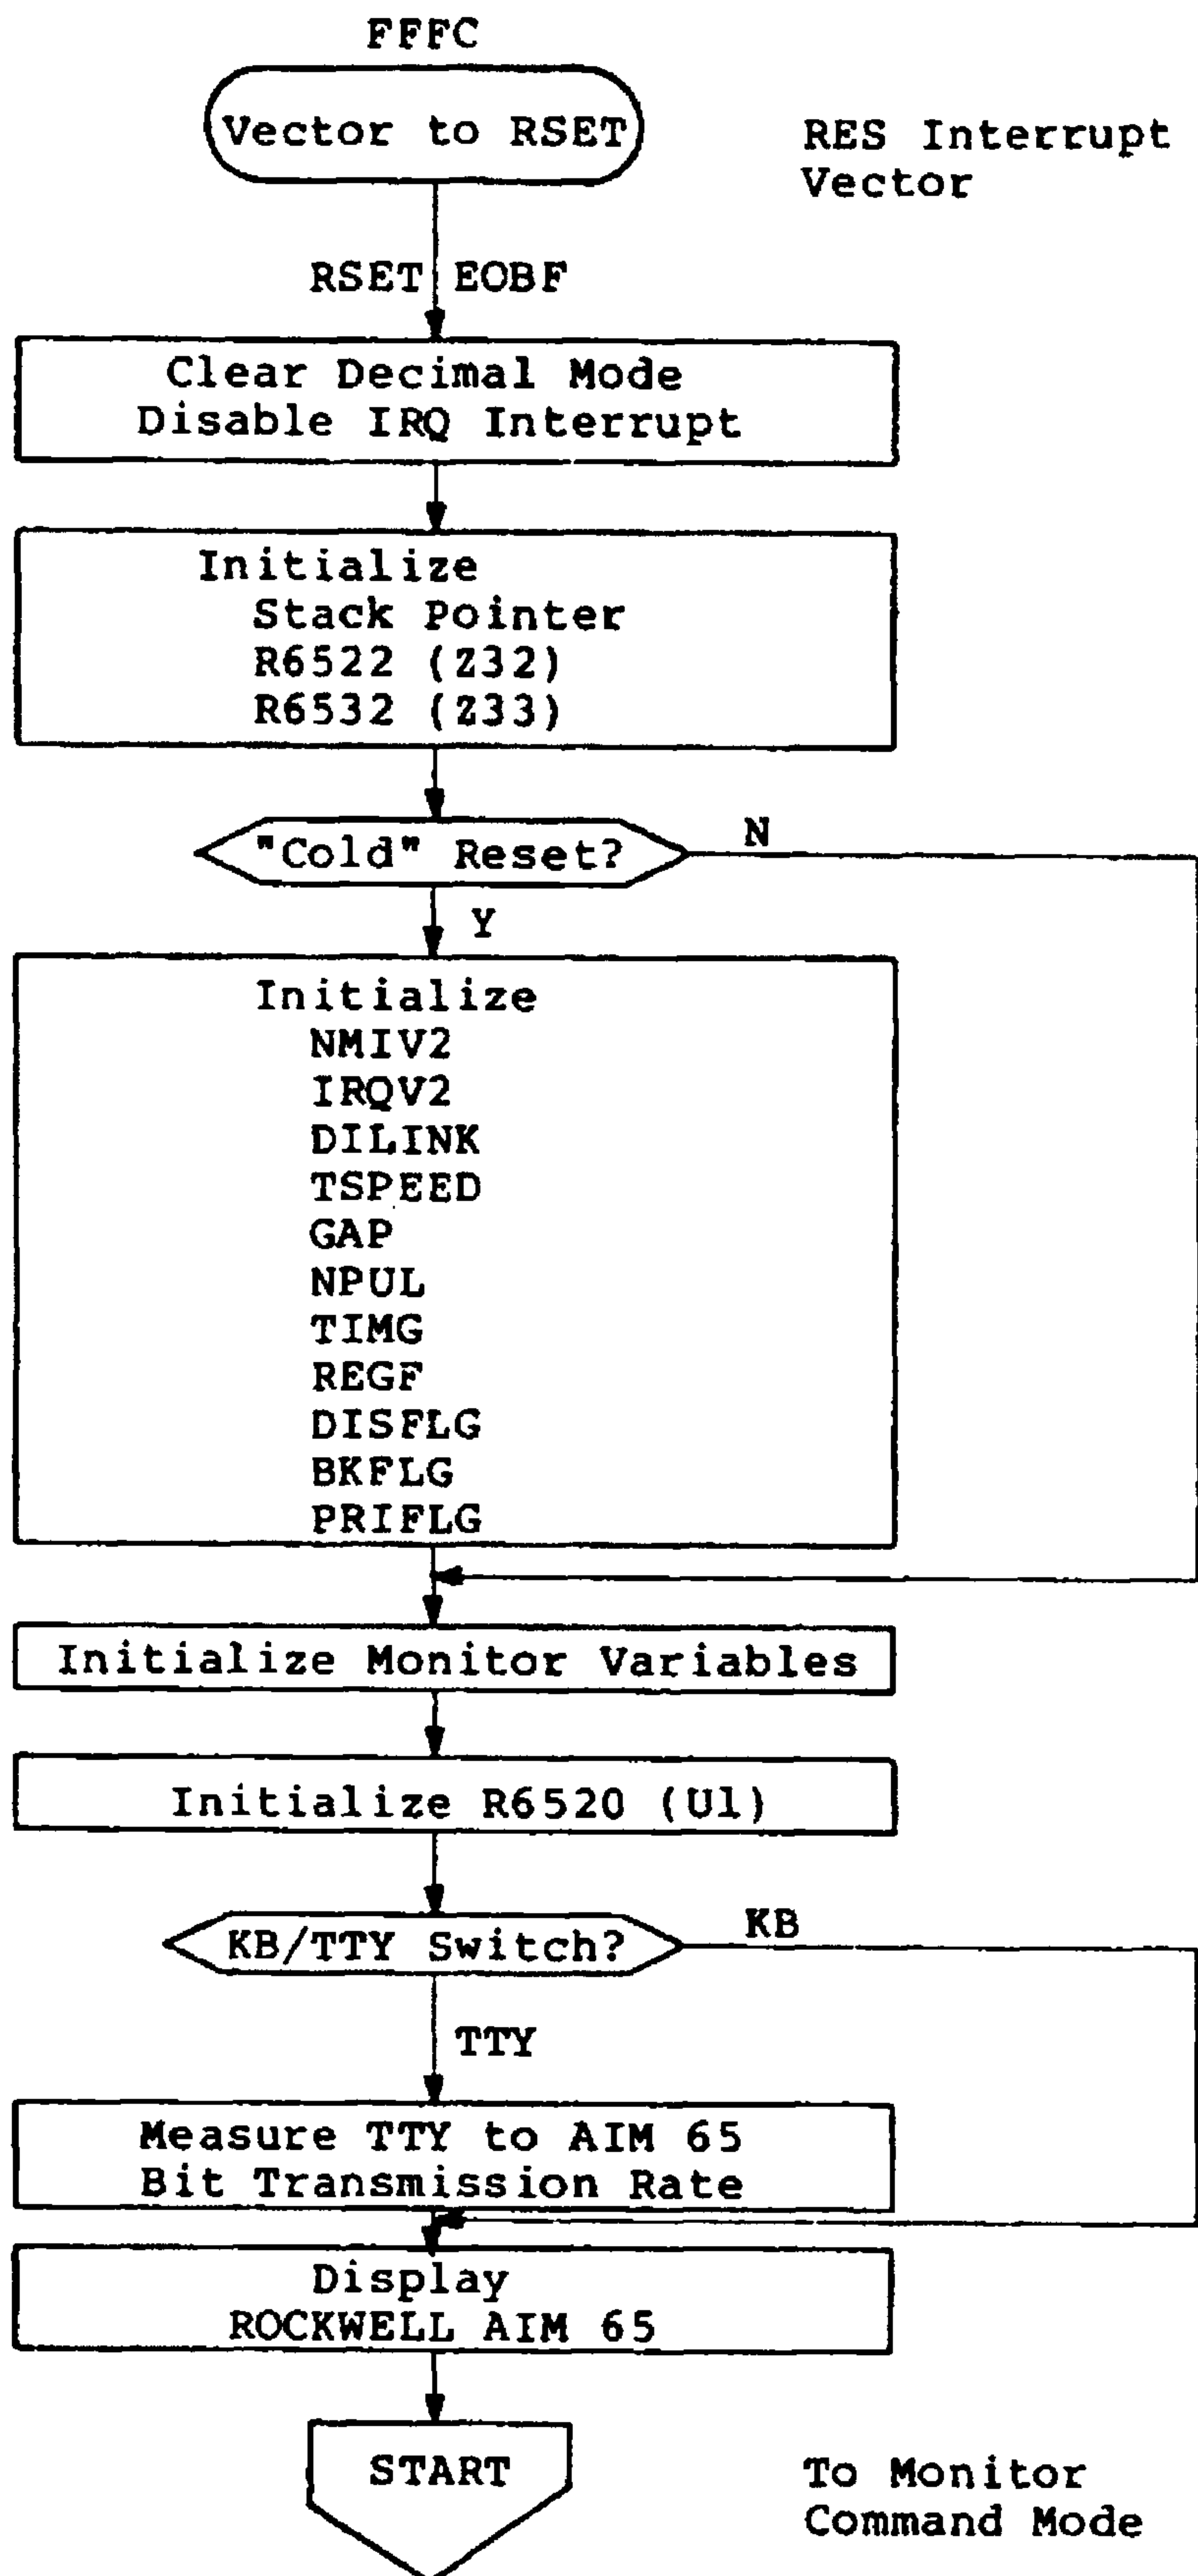 FFFC
Vector to RSET
RES Interrupt
Vector
RSET E0BF
Clear Decimal Mode
Disable IRQ Interrupt
Initialize
Stack Pointer
R6522 (Z32)
R6532 (Z33)
"Cold" Reset?
N
Y
Initialize
NMIV2
IRQV2
DILINK
TSPEED
GAP
NPUL
TIMG
REGF
DISFLG
BKFLG
PRIFLG
Initialize Monitor Variables
Initialize R6520 (U1)
KB/TTY Switch?
KB
TTY
Measure TTY to AIM 65
Bit Transmission Rate
Display
ROCKWELL AIM 65
START
To Monitor
Command Mode